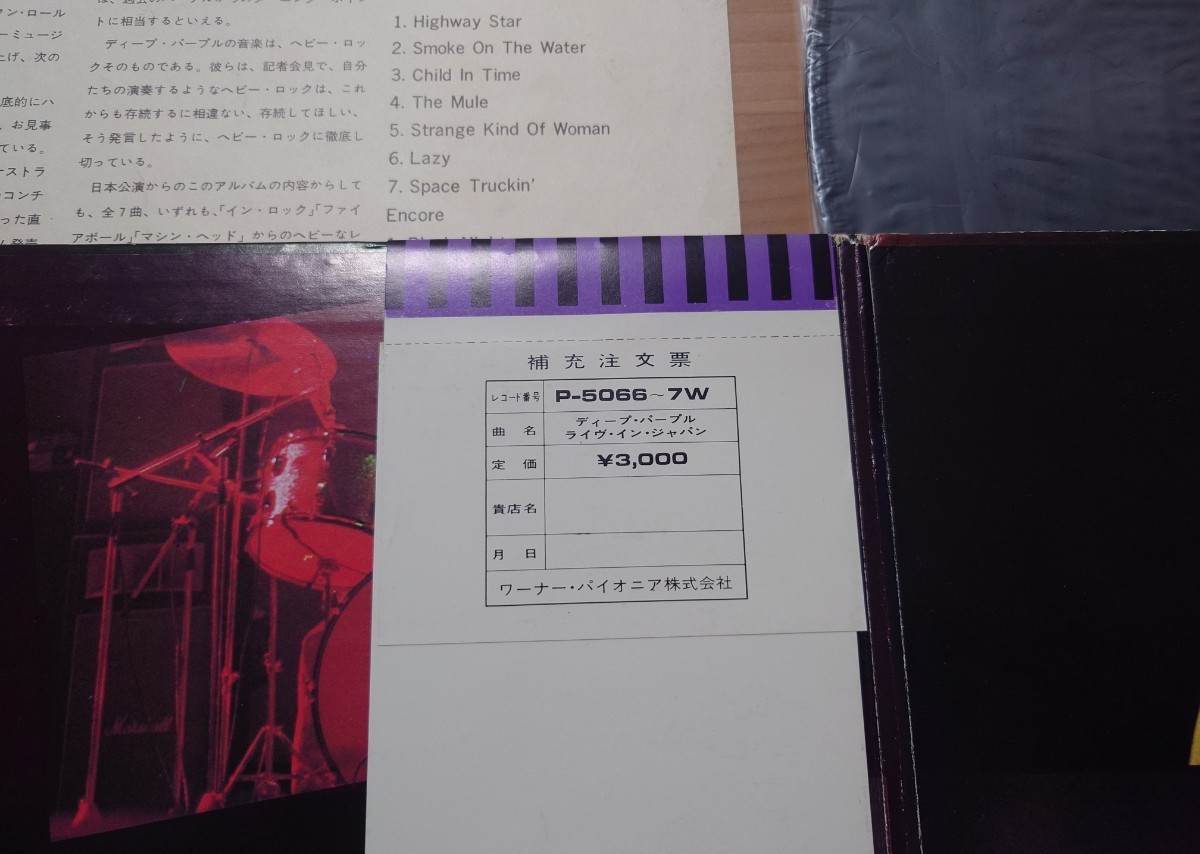 ン・ロール
ーミュージ
上げ、次の
底的にハ
、お見事
ている。
ーストラ
コンチ
った直
トに相当するといえる。
ディープ・パープルの音楽は、ヘビー・ロッ
クそのものである。彼らは、記者会見で、自分
たちの演奏するようなヘビー・ロックは、これ
からも存続するに相違ない、存続してほしい、
そう発言したように、ヘビー・ロックに徹底し
切っている。
日本公演からのこのアルバムの内容からして
も、全7曲、いずれも、「イン・ロック」「ファイ
アボール」「マシン・ヘッド」からのヘビーなレ
1. Highway Star
2. Smoke On The Water
3. Child In Time
4. The Mule
5. Strange Kind Of Woman
6. Lazy
7. Space Truckin'
Encore
補充注文票
レコード番号 P-5066~7W
曲名 ディープ・パープル
ライヴ・イン・ジャパン
定価 ¥3,000
貴店名
月日
ワーナー・パイオニア株式会社
Marshall